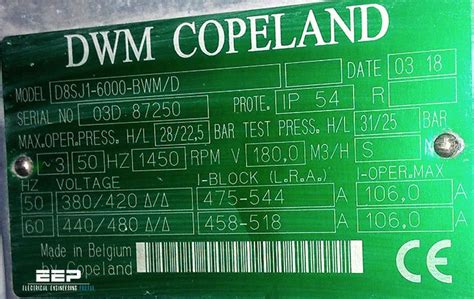 DWM COPELAND
MODEL D8SJ1-6000-BWM/D DATE 03 18
SERIAL NO 03D 87250 PROTE. IP 54 R
MAX.OPER.PRESS. H/L 28/22,5 BAR TEST PRESS. H/L 31/25 BAR
~3 50 HZ 1450 RPM V 180,0 M3/H S
HZ VOLTAGE I-BLOCK (L.R.A.) I-OPER.MAX
50 380/420 Δ/Δ 475-544 A 106,0 A
60 440/480 Δ/Δ 458-518 A 106,0 A
Made in Belgium
by Copeland
CE
EEP
ELECTRICAL ENGINEERING PORTAL